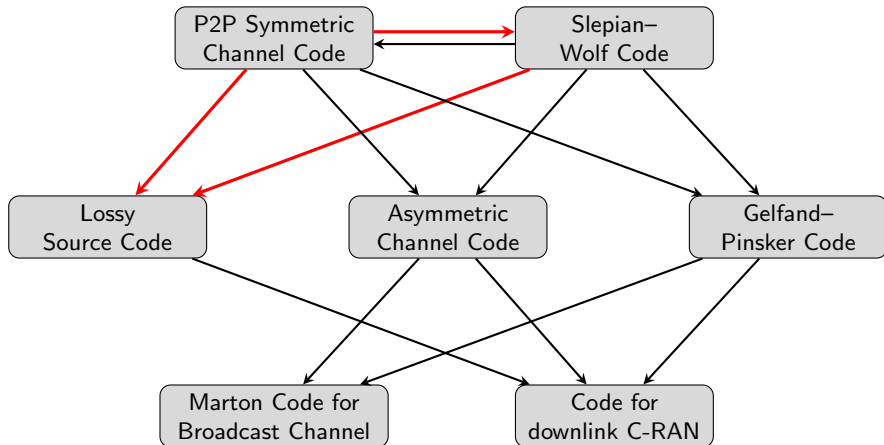 P2P Symmetric
Channel Code
Slepian–
Wolf Code
Lossy
Source Code
Asymmetric
Channel Code
Gelfand–
Pinsker Code
Marton Code for
Broadcast Channel
Code for
downlink C-RAN